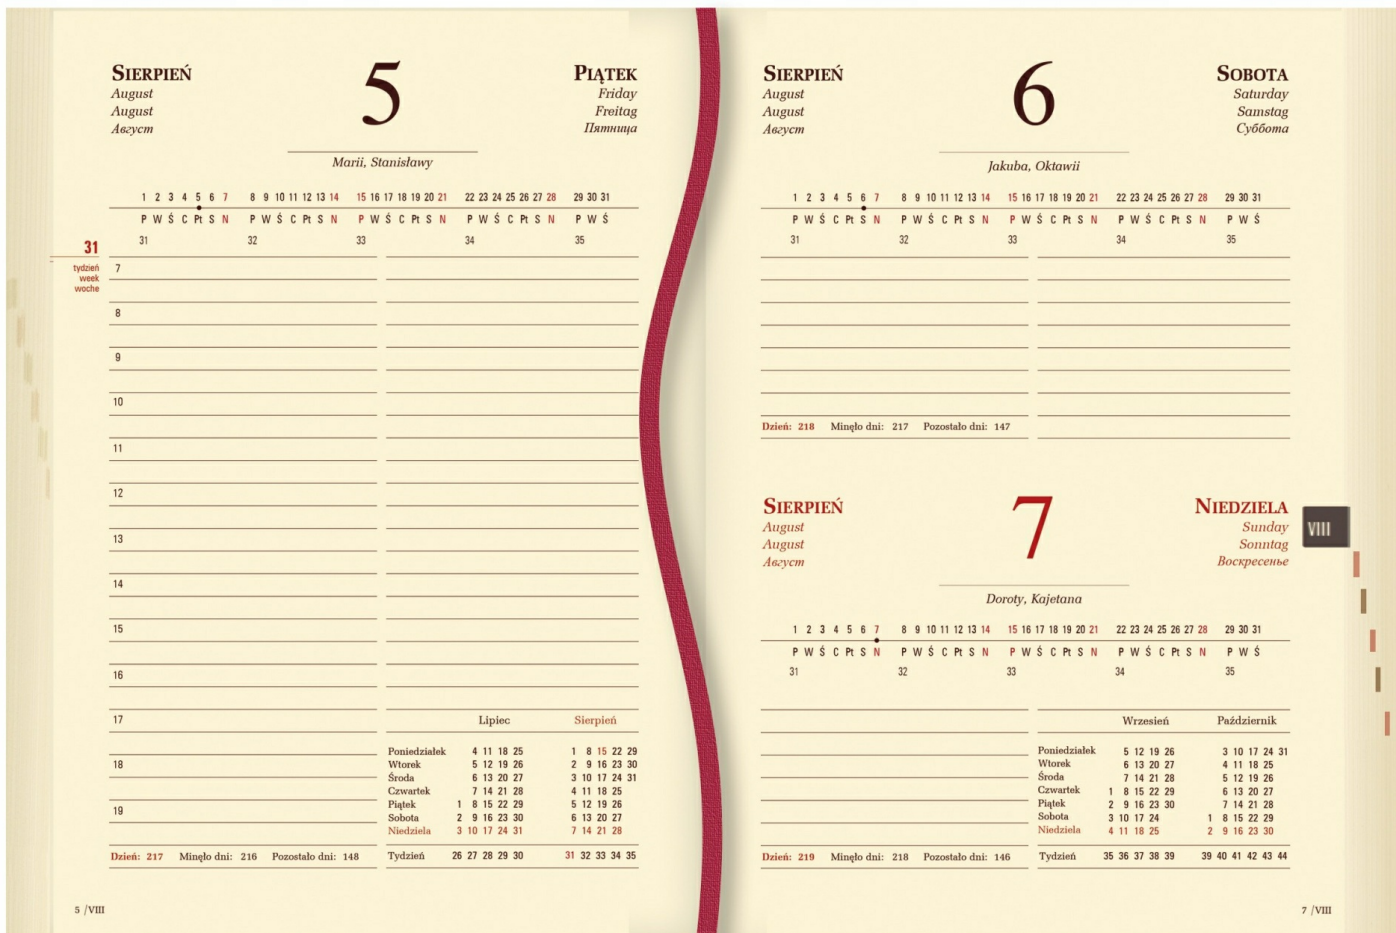 SIERPIEŃ 5 PIĄTEK
August Friday
August Freitag
Август Пятница
Marii, Stanisławy
1 2 3 4 5 6 7 8 9 10 11 12 13 14 15 16 17 18 19 20 21 22 23 24 25 26 27 28 29 30 31
P W Ś C Pt S N P W Ś C Pt S N P W Ś C Pt S N P W Ś C Pt S N P W Ś
31 32 33 34 35
31
tydzień
week
woche
7
8
9
10
11
12
13
14
15
16
17
18
19
Lipiec Sierpień
Poniedziałek 4 11 18 25 1 8 15 22 29
Wtorek 5 12 19 26 2 9 16 23 30
Środa 6 13 20 27 3 10 17 24 31
Czwartek 7 14 21 28 4 11 18 25
Piątek 1 8 15 22 29 5 12 19 26
Sobota 2 9 16 23 30 6 13 20 27
Niedziela 3 10 17 24 31 7 14 21 28
Tydzień 26 27 28 29 30 31 32 33 34 35
Dzień: 217 Minęło dni: 216 Pozostało dni: 148
5 /VIII
SIERPIEŃ 6 SOBOTA
August Saturday
August Samstag
Август Суббота
Jakuba, Oktawii
1 2 3 4 5 6 7 8 9 10 11 12 13 14 15 16 17 18 19 20 21 22 23 24 25 26 27 28 29 30 31
P W Ś C Pt S N P W Ś C Pt S N P W Ś C Pt S N P W Ś C Pt S N P W Ś
31 32 33 34 35
Dzień: 218 Minęło dni: 217 Pozostało dni: 147
SIERPIEŃ 7 NIEDZIELA
August Sunday
August Sonntag
Август Воскресенье
VIII
Doroty, Kajetana
1 2 3 4 5 6 7 8 9 10 11 12 13 14 15 16 17 18 19 20 21 22 23 24 25 26 27 28 29 30 31
P W Ś C Pt S N P W Ś C Pt S N P W Ś C Pt S N P W Ś C Pt S N P W Ś
31 32 33 34 35
Wrzesień Październik
Poniedziałek 5 12 19 26 3 10 17 24 31
Wtorek 6 13 20 27 4 11 18 25
Środa 7 14 21 28 5 12 19 26
Czwartek 1 8 15 22 29 6 13 20 27
Piątek 2 9 16 23 30 7 14 21 28
Sobota 3 10 17 24 1 8 15 22 29
Niedziela 4 11 18 25 2 9 16 23 30
Tydzień 35 36 37 38 39 39 40 41 42 43 44
Dzień: 219 Minęło dni: 218 Pozostało dni: 146
7 /VIII